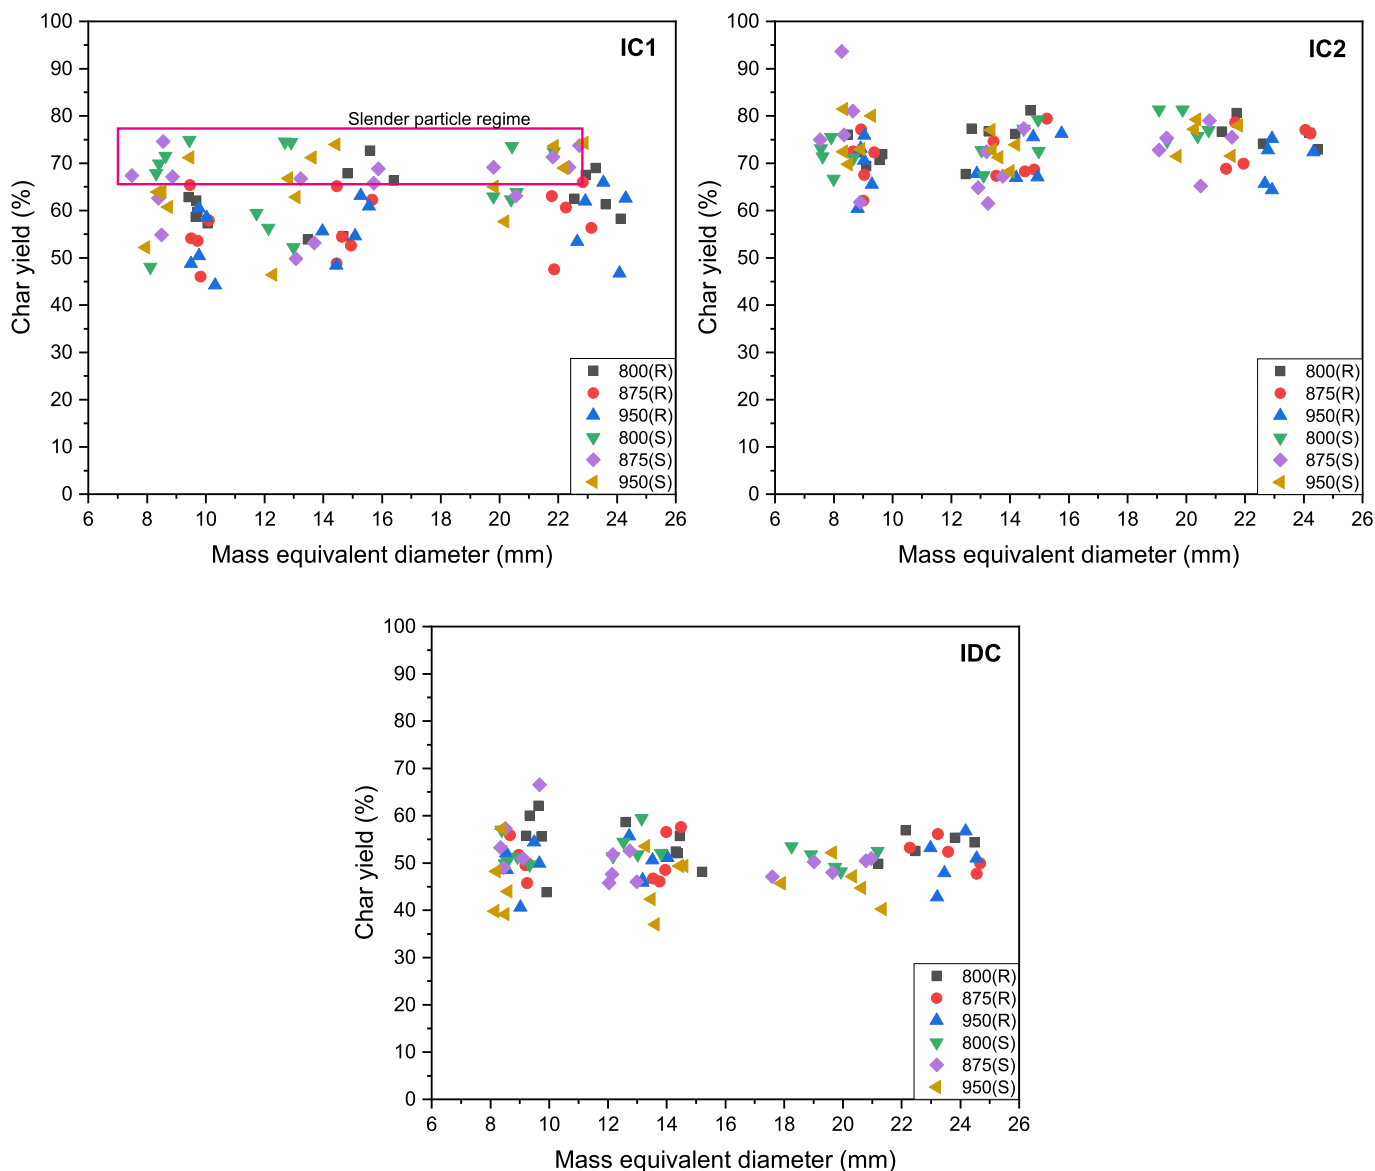 IC1
Slender particle regime
Char yield (%)
100
90
80
70
60
50
40
30
20
10
0
800(R)
875(R)
950(R)
800(S)
875(S)
950(S)
6 8 10 12 14 16 18 20 22 24 26
Mass equivalent diameter (mm)
IC2
Char yield (%)
100
90
80
70
60
50
40
30
20
10
0
800(R)
875(R)
950(R)
800(S)
875(S)
950(S)
6 8 10 12 14 16 18 20 22 24 26
Mass equivalent diameter (mm)
IDC
Char yield (%)
100
90
80
70
60
50
40
30
20
10
0
800(R)
875(R)
950(R)
800(S)
875(S)
950(S)
6 8 10 12 14 16 18 20 22 24 26
Mass equivalent diameter (mm)